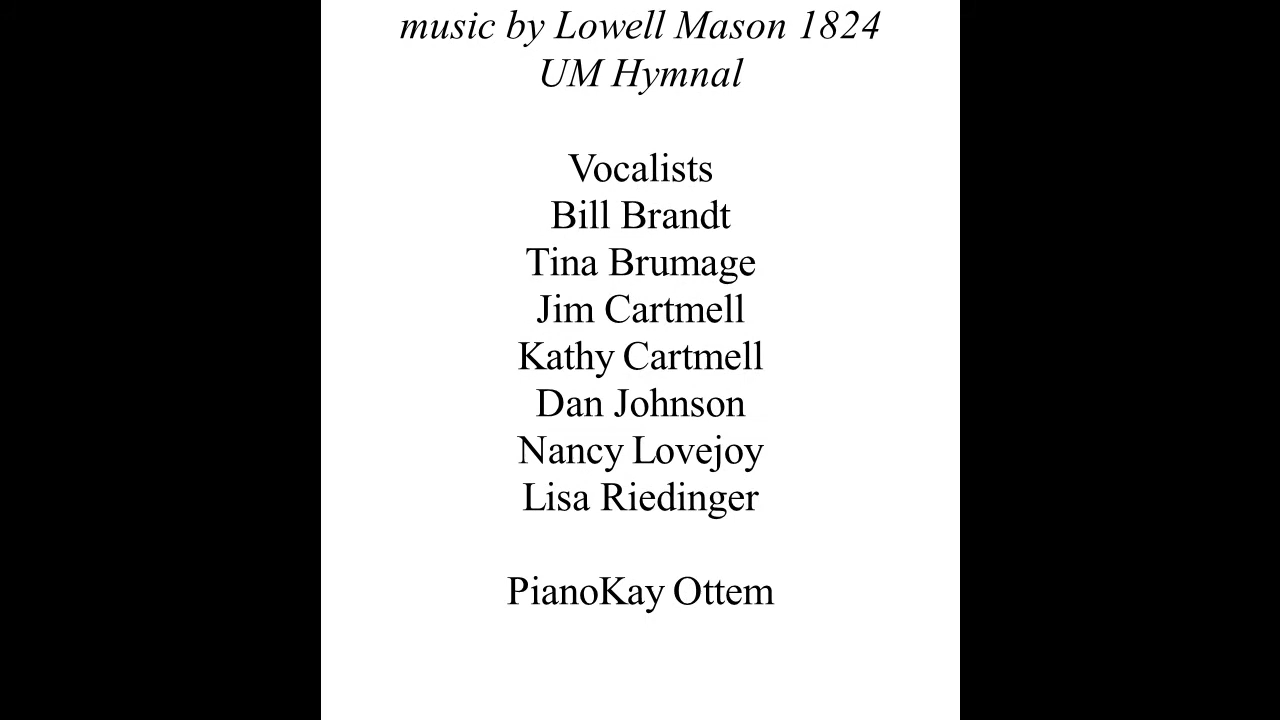 music by Lowell Mason 1824
UM Hymnal
Vocalists
Bill Brandt
Tina Brumage
Jim Cartmell
Kathy Cartmell
Dan Johnson
Nancy Lovejoy
Lisa Riedinger
PianoKay Ottem